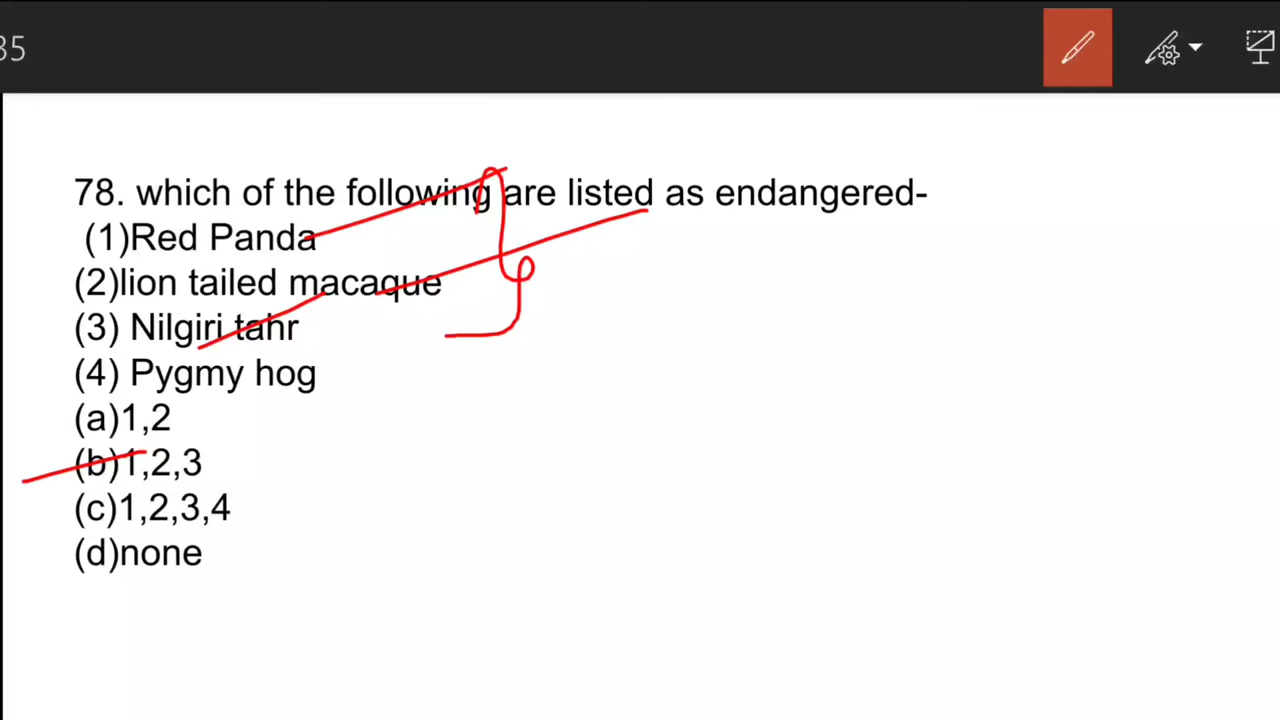 35
78. which of the following are listed as endangered-
(1)Red Panda
(2)lion tailed macaque
(3) Nilgiri tahr
(4) Pygmy hog
(a)1,2
(b)1,2,3
(c)1,2,3,4
(d)none